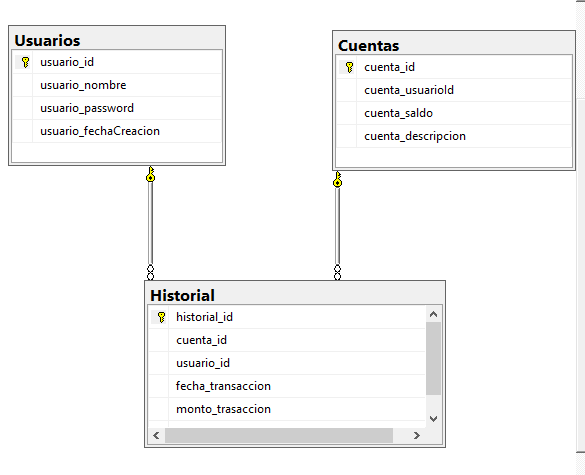 Usuarios
usuario_id
usuario_nombre
usuario_password
usuario_fechaCreacion
Cuentas
cuenta_id
cuenta_usuarioId
cuenta_saldo
cuenta_descripcion
Historial
historial_id
cuenta_id
usuario_id
fecha_transaccion
monto_trasaccion